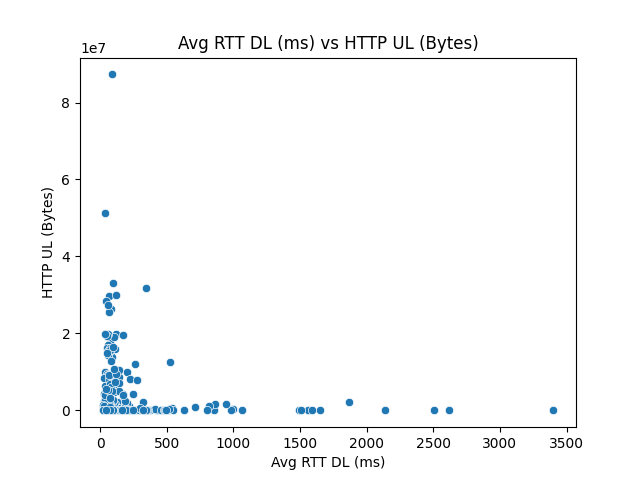 Avg RTT DL (ms) vs HTTP UL (Bytes)
1e7
8
6
4
2
0
HTTP UL (Bytes)
0 500 1000 1500 2000 2500 3000 3500
Avg RTT DL (ms)